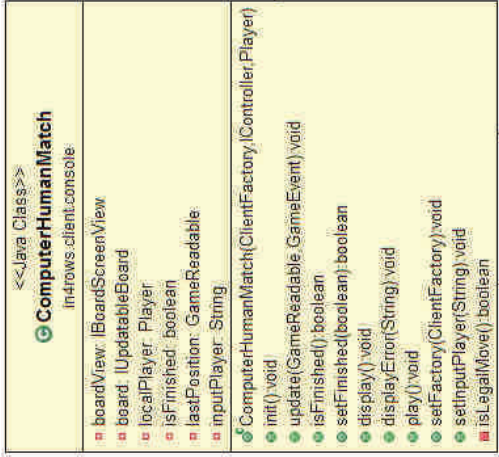 <<Java Class>>
ComputerHumanMatch
in4rows.client.console
boardView: IBoardScreenView
board: IUpdatableBoard
localPlayer: Player
isFinished: boolean
lastPosition: GameReadable
inputPlayer: String
ComputerHumanMatch(ClientFactory,IController,Player)
init():void
update(GameReadable,GameEvent):void
isFinished():boolean
setFinished(boolean):boolean
display():void
displayError(String):void
play():void
setFactory(ClientFactory):void
setInputPlayer(String):void
isLegalMove():boolean